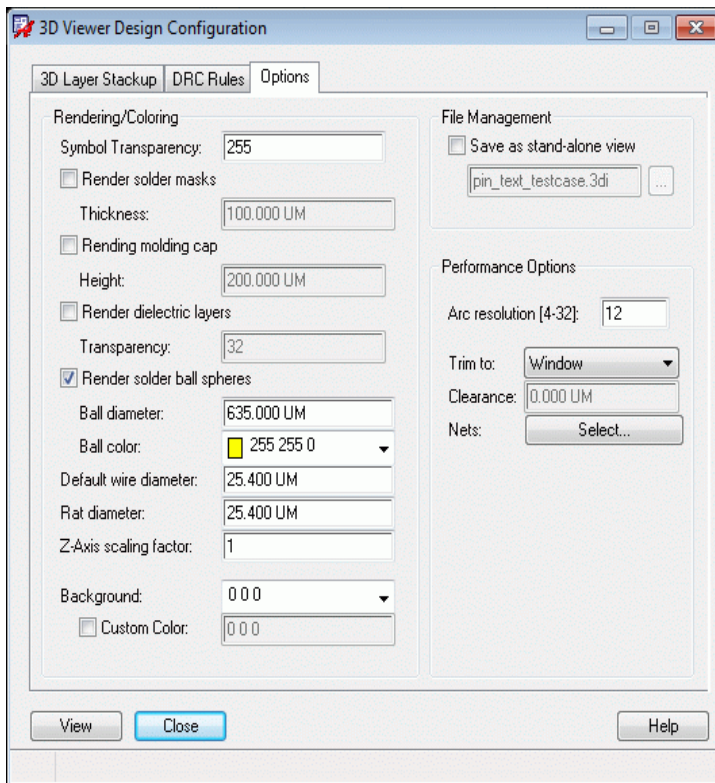 3D Viewer Design Configuration
3D Layer Stackup DRC Rules Options
Rendering/Coloring
Symbol Transparency: 255
Render solder masks
Thickness: 100.000 UM
Rending molding cap
Height: 200.000 UM
Render dielectric layers
Transparency: 32
Render solder ball spheres
Ball diameter: 635.000 UM
Ball color: 255 255 0
Default wire diameter: 25.400 UM
Rat diameter: 25.400 UM
Z-Axis scaling factor: 1
Background: 0 0 0
Custom Color: 0 0 0
File Management
Save as stand-alone view
pin_text_testcase.3di ...
Performance Options
Arc resolution [4-32]: 12
Trim to: Window
Clearance: 0.000 UM
Nets: Select...
View Close Help